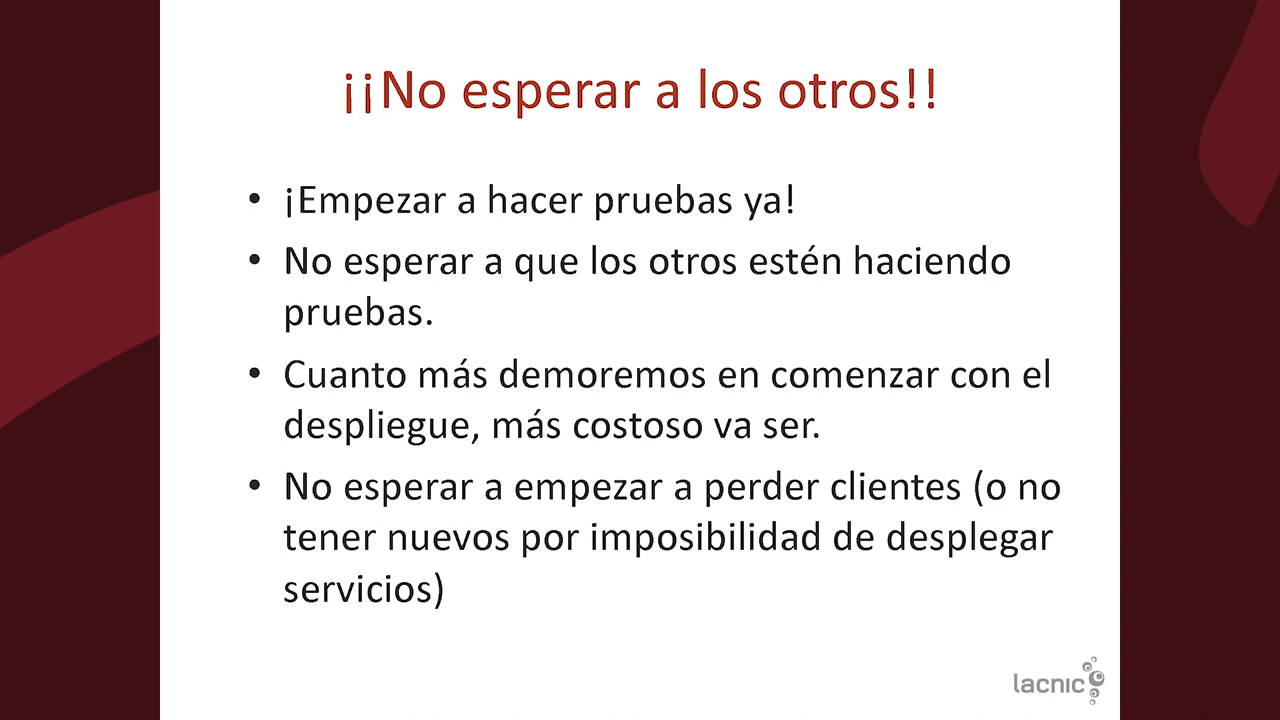 ¡¡No esperar a los otros!!
• ¡Empezar a hacer pruebas ya!
• No esperar a que los otros estén haciendo
pruebas.
• Cuanto más demoremos en comenzar con el
despliegue, más costoso va ser.
• No esperar a empezar a perder clientes (o no
tener nuevos por imposibilidad de desplegar
servicios)
lacnic